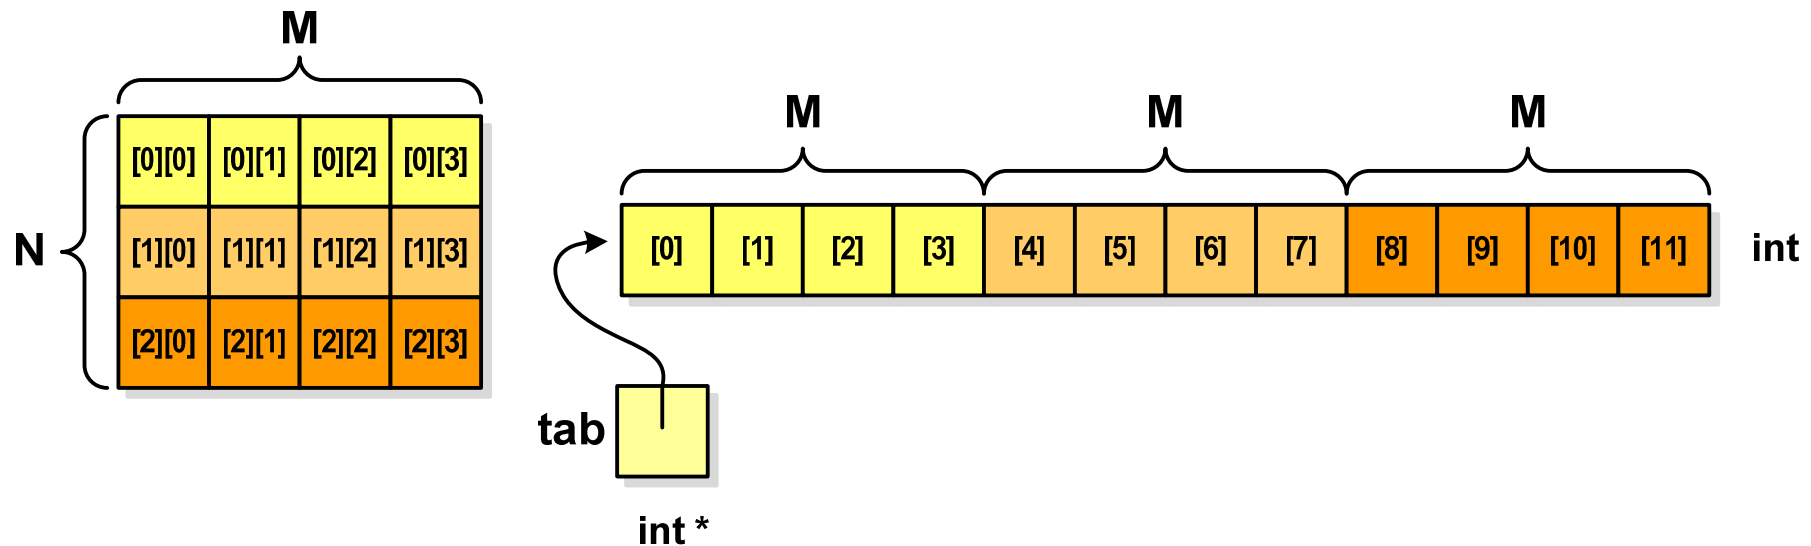 M
[0][0] [0][1] [0][2] [0][3]
N [1][0] [1][1] [1][2] [1][3]
[2][0] [2][1] [2][2] [2][3]
M M M
[0] [1] [2] [3] [4] [5] [6] [7] [8] [9] [10] [11] int
tab
int *